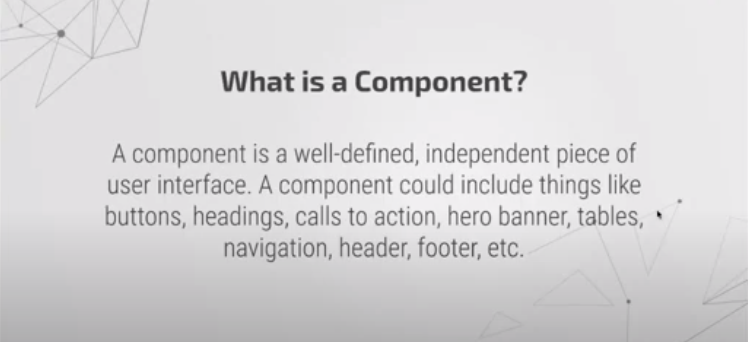 What is a Component?
A component is a well-defined, independent piece of
user interface. A component could include things like
buttons, headings, calls to action, hero banner, tables,
navigation, header, footer, etc.